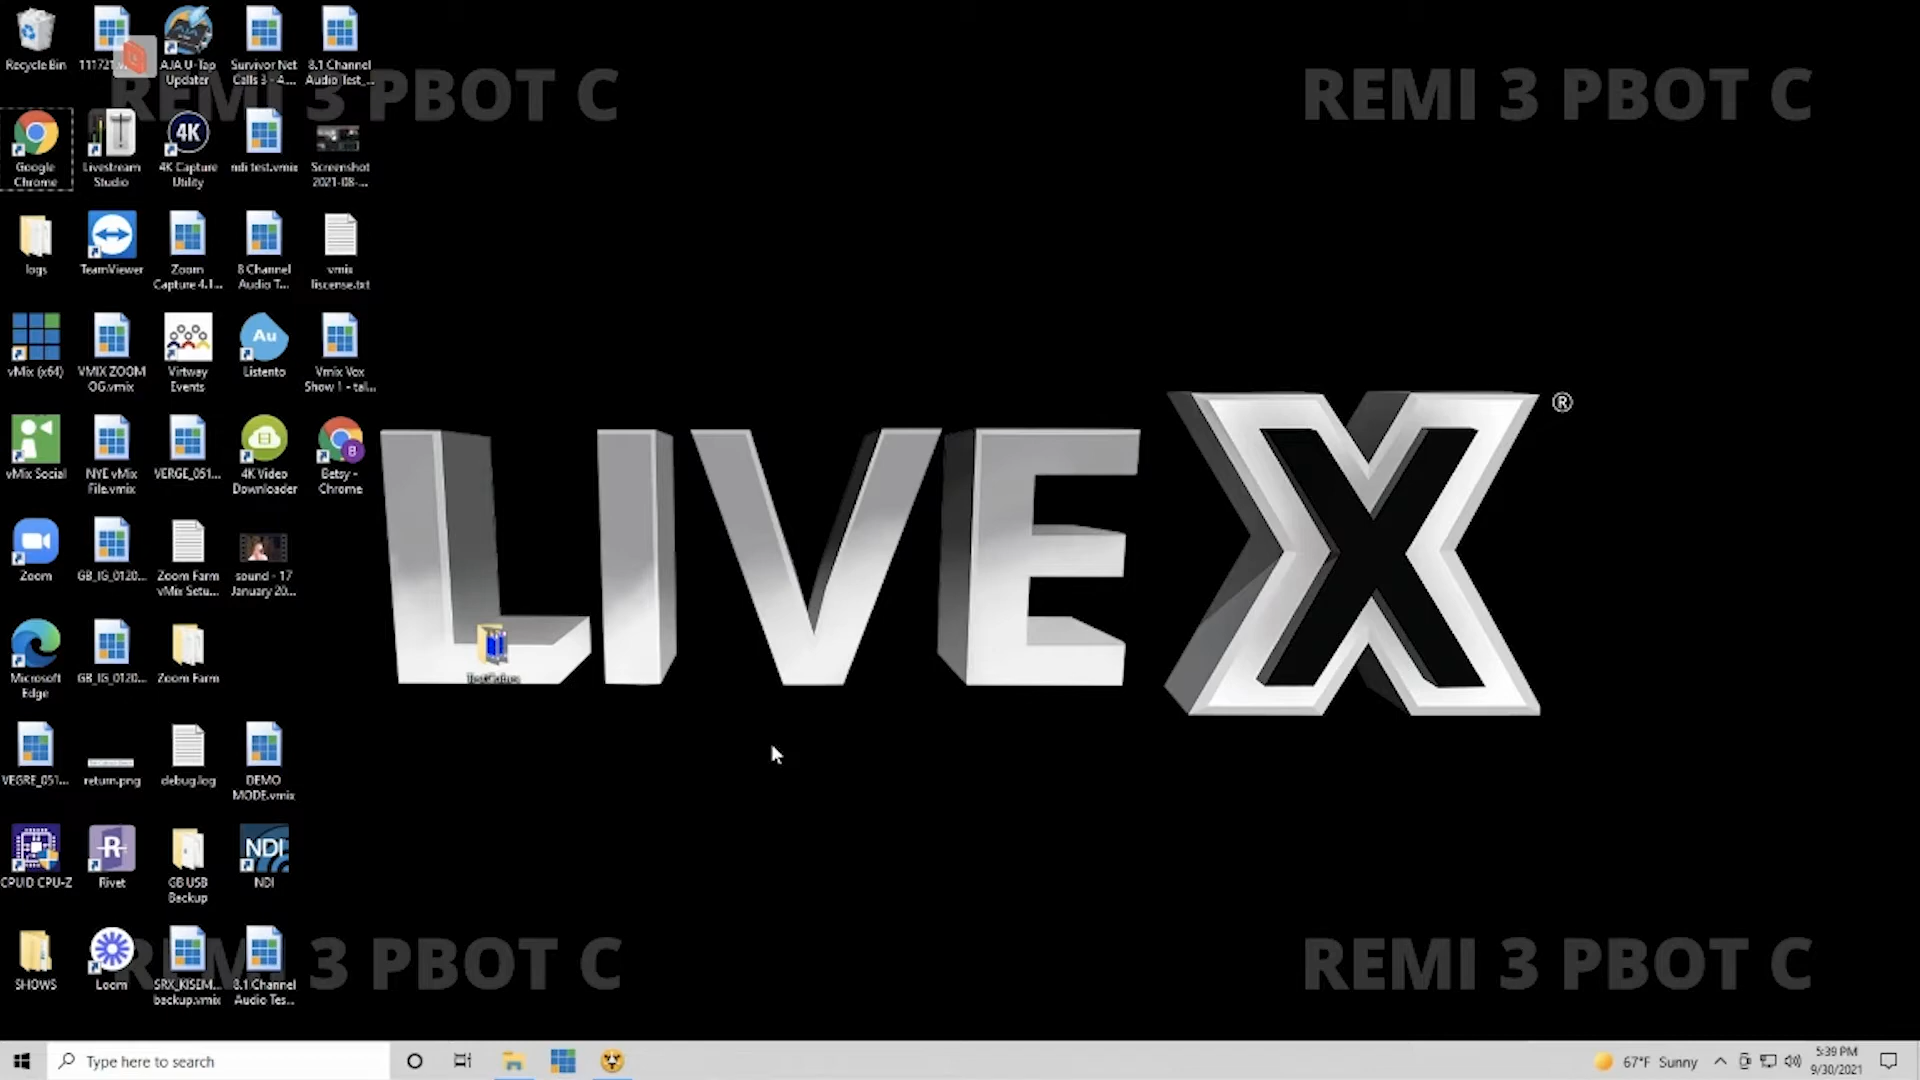 Recycle Bin
AJA U-Tap
Updater
Survivor Net
Calls 3 - 4...
8.1 Channel
Audio Test_...
REMI 3 PBOT C
REMI 3 PBOT C
Google
Chrome
Livestream
Studio
4K
4K Capture
Utility
ndi test.vmix
Screenshot
2021-08-...
logs
TeamViewer
Zoom
Capture 4.1...
8 Channel
Audio T...
vmix
liscense.txt
vMix (x64)
VMIX ZOOM
OG.vmix
Virtway
Events
Au
Listento
Vmix Vox
Show 1 - tal...
vMix Social
NYE vMix
File.vmix
VERGE_051...
4K Video
Downloader
B
Betsy -
Chrome
LIVEX®
Zoom
GB_IG_0120...
Zoom Farm
vMix Setu...
sound - 17
January 20...
Microsoft
Edge
GB_IG_0120...
Zoom Farm
VEGRE_051...
return.png
debug.log
DEMO
MODE.vmix
CPUID CPU-Z
R
Rivet
GB USB
Backup
NDI
NDI
SHOWS
Loom
SRX_KISEM...
backup.vmix
8.1 Channel
Audio Tes...
REMI 3 PBOT C
REMI 3 PBOT C
Type here to search
67°F Sunny
5:39 PM
9/30/2021